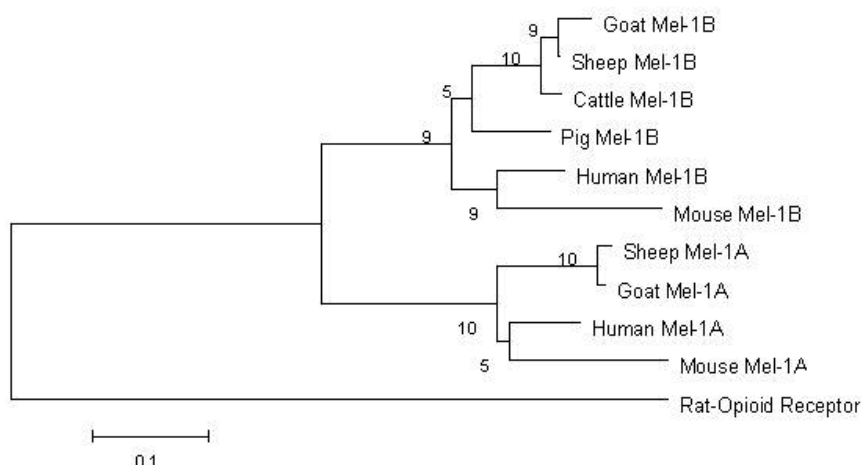 Goat Mel-1B
9
Sheep Mel-1B
10
Cattle Mel-1B
5
Pig Mel-1B
9
Human Mel-1B
Mouse Mel-1B
9
Sheep Mel-1A
10
Goat Mel-1A
Human Mel-1A
10
Mouse Mel-1A
5
Rat-Opioid Receptor
0.1